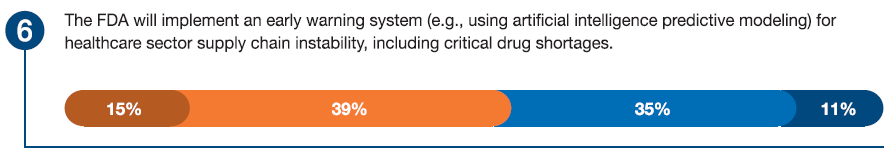 6
The FDA will implement an early warning system (e.g., using artificial intelligence predictive modeling) for
healthcare sector supply chain instability, including critical drug shortages.
15% 39% 35% 11%